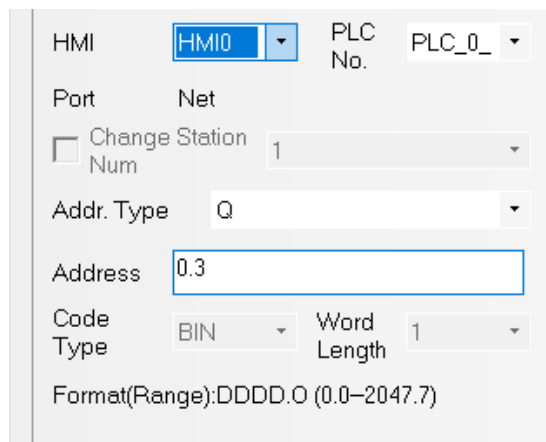 HMI HMI0 PLC No. PLC_0_
Port Net
Change Station Num 1
Addr. Type Q
Address 0.3
Code Type BIN Word Length 1
Format(Range):DDDD.O (0.0—2047.7)